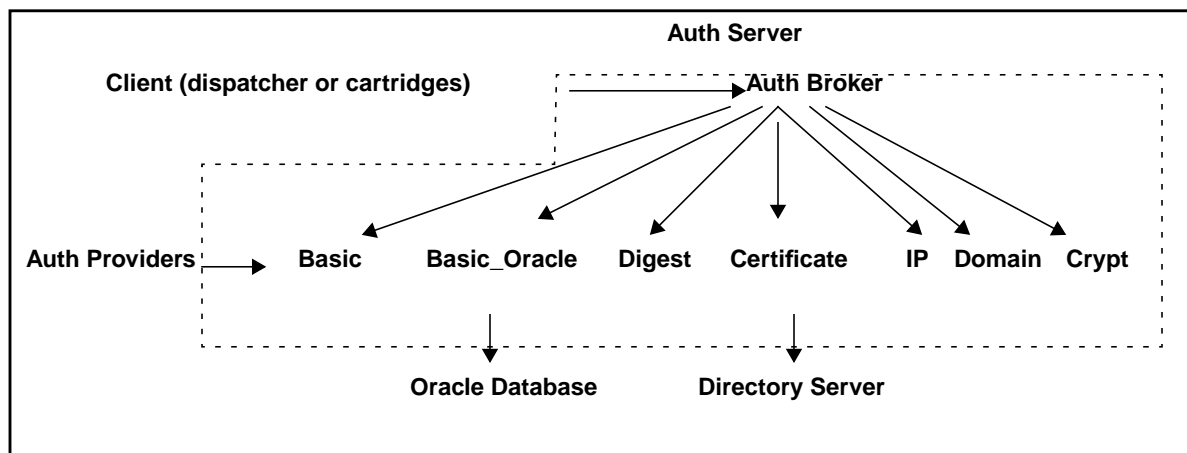 Auth Server
Client (dispatcher or cartridges)
Auth Broker
Auth Providers
Basic
Basic_Oracle
Digest
Certificate
IP
Domain
Crypt
Oracle Database
Directory Server